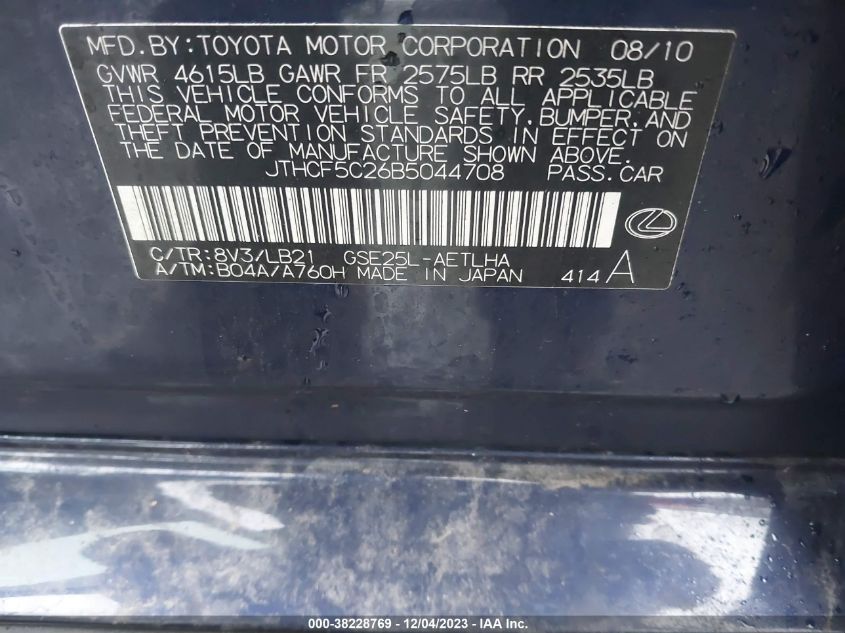 MFD.BY:TOYOTA MOTOR CORPORATION 08/10
GVWR 4615LB GAWR FR 2575LB RR 2535LB
THIS VEHICLE CONFORMS TO ALL APPLICABLE
FEDERAL MOTOR VEHICLE SAFETY,BUMPER,AND
THEFT PREVENTION STANDARDS IN EFFECT ON
THE DATE OF MANUFACTURE SHOWN ABOVE.
JTHCF5C26B5044708 PASS.CAR
C/TR:8V3/LB21 GSE25L-AETLHA
A/TM:B04A/A760H MADE IN JAPAN 414A
000-38228769 - 12/04/2023 - IAA Inc.